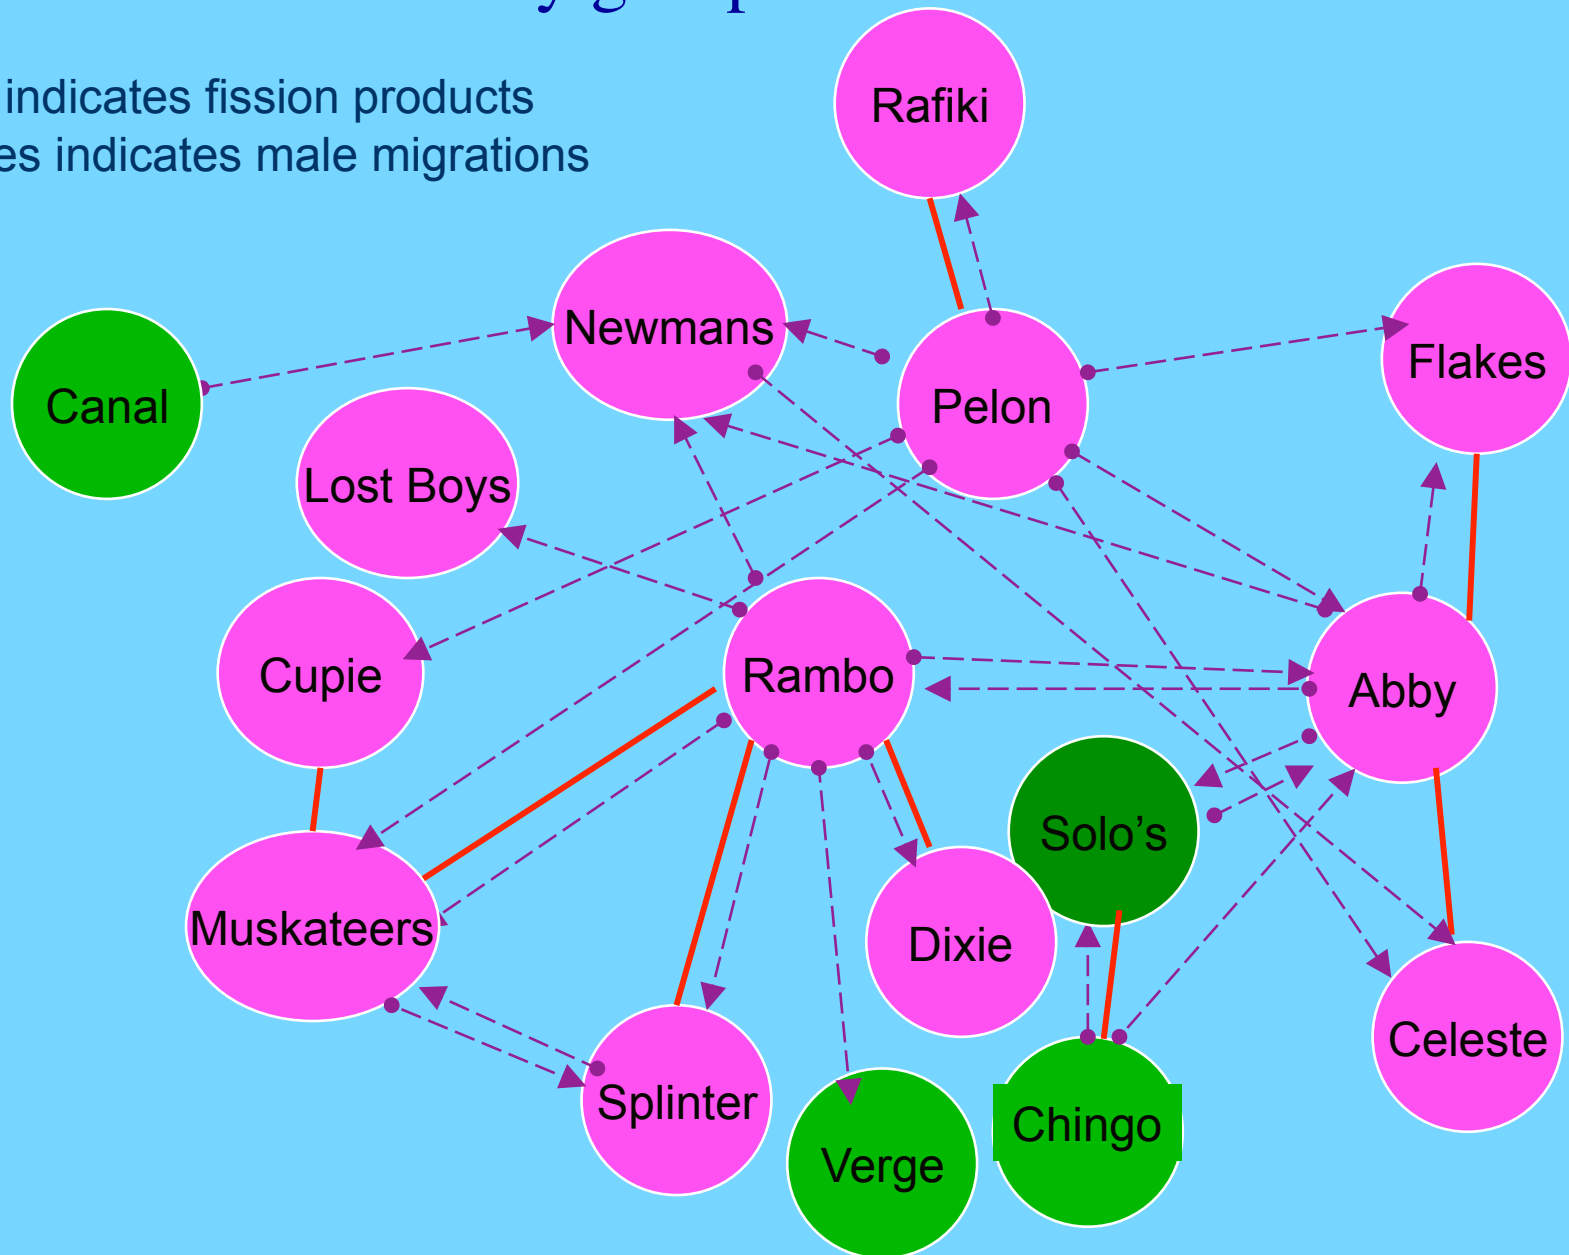 indicates fission products
indicates male migrations
Rafiki
Newmans
Flakes
Canal
Pelon
Lost Boys
Cupie
Rambo
Abby
Solo's
Muskateers
Dixie
Celeste
Splinter
Chingo
Verge